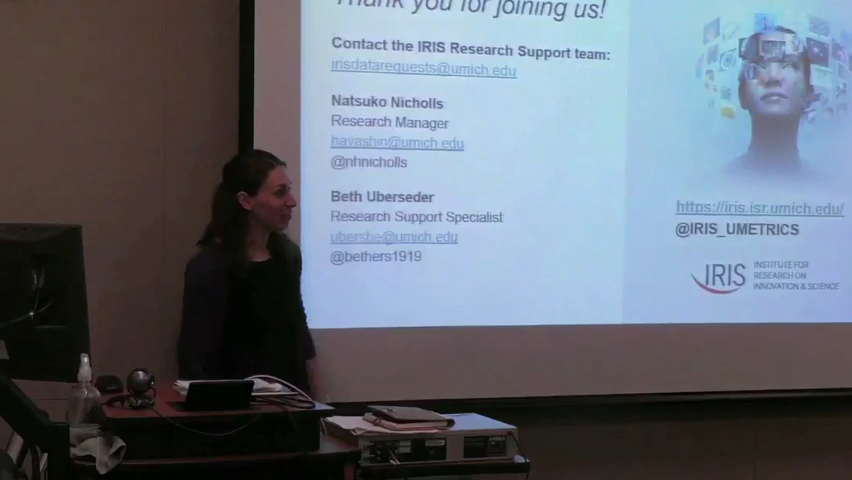 Thank you for joining us!
Contact the IRIS Research Support team:
irisdatarequests@umich.edu
Natsuko Nicholls
Research Manager
hayashin@umich.edu
@nhnicholls
Beth Uberseder
Research Support Specialist
ubersbe@umich.edu
@bethers1919
https://iris.isr.umich.edu/
@IRIS_UMETRICS
IRIS
INSTITUTE FOR
RESEARCH ON
INNOVATION & SCIENCE